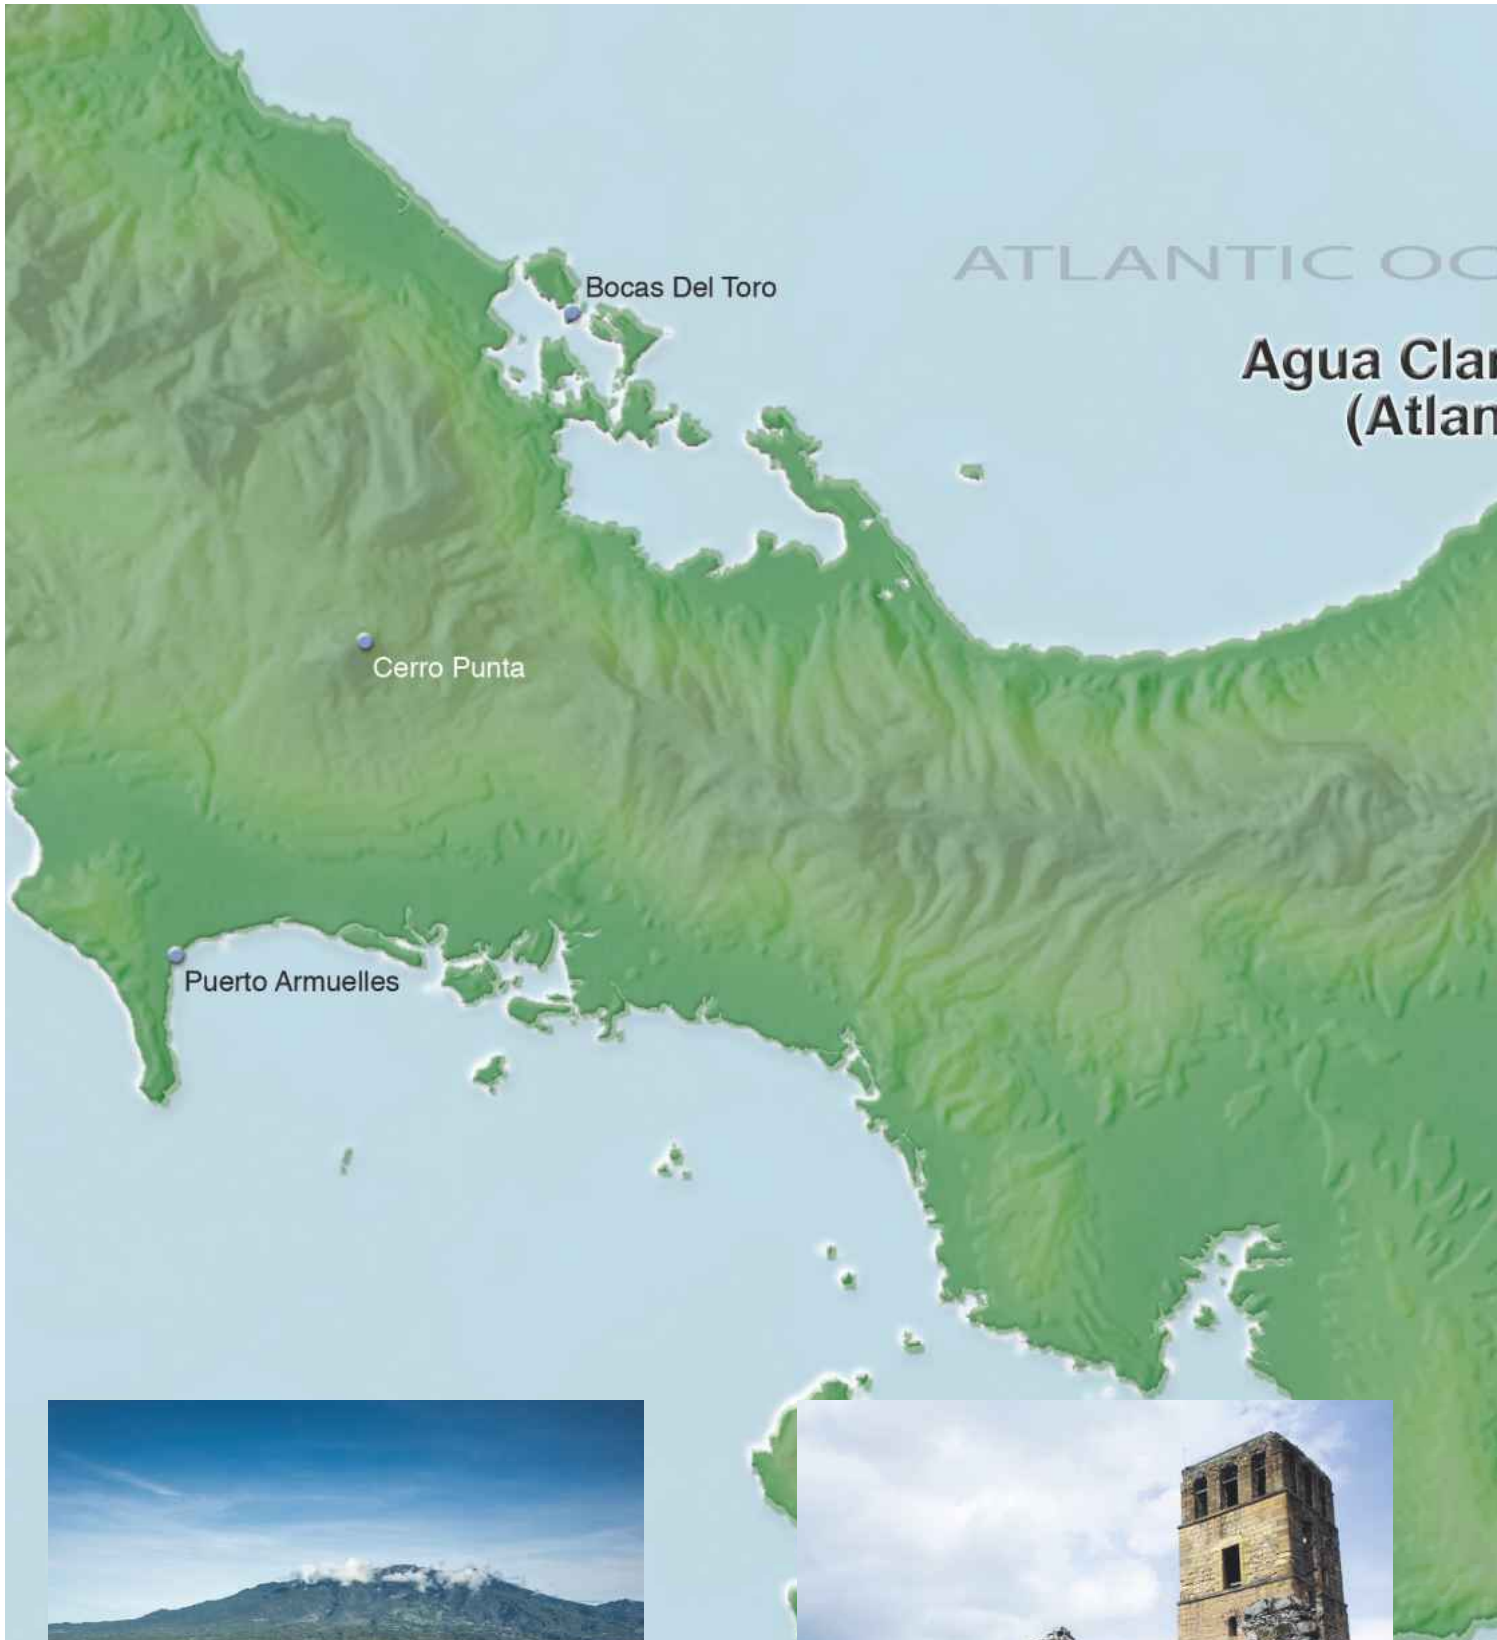 Bocas Del Toro
ATLANTIC OC
Agua Clar
(Atlan
Cerro Punta
Puerto Armuelles